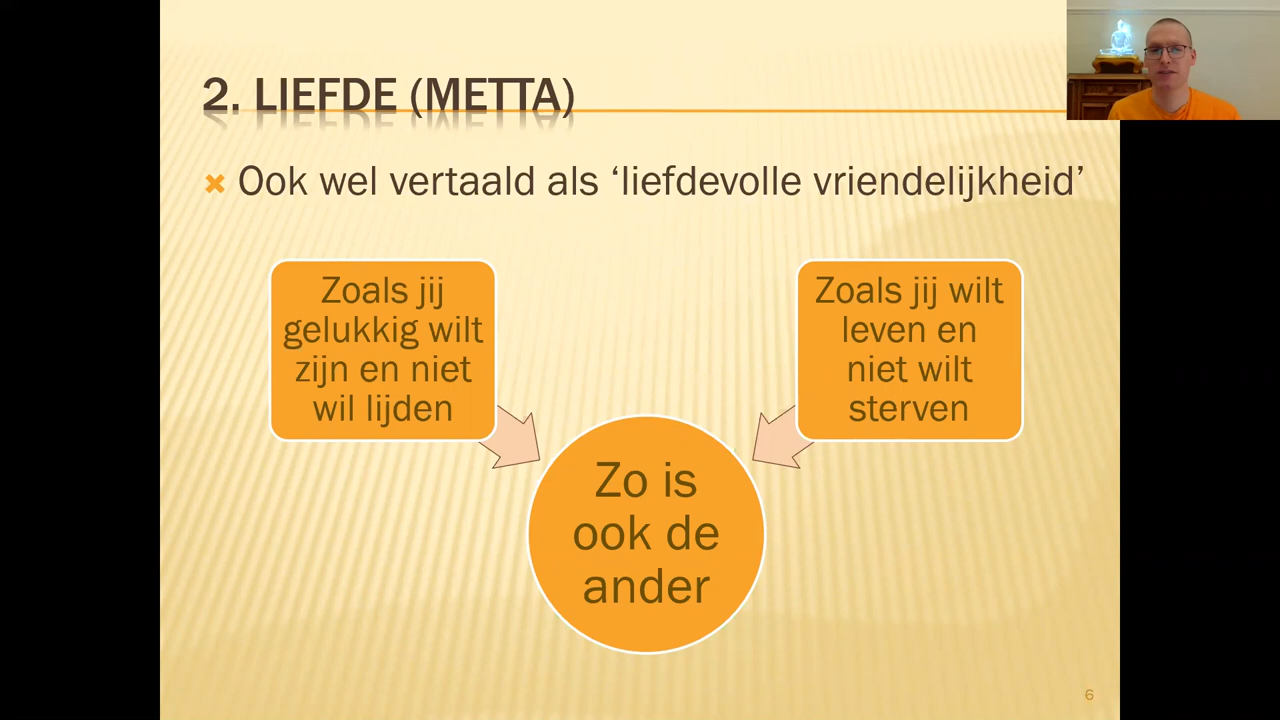 2. LIEFDE (METTA)
Ook wel vertaald als ‘liefdevolle vriendelijkheid’
Zoals jij
gelukkig wilt
zijn en niet
wil lijden
Zoals jij wilt
leven en
niet wilt
sterven
Zo is
ook de
ander
6